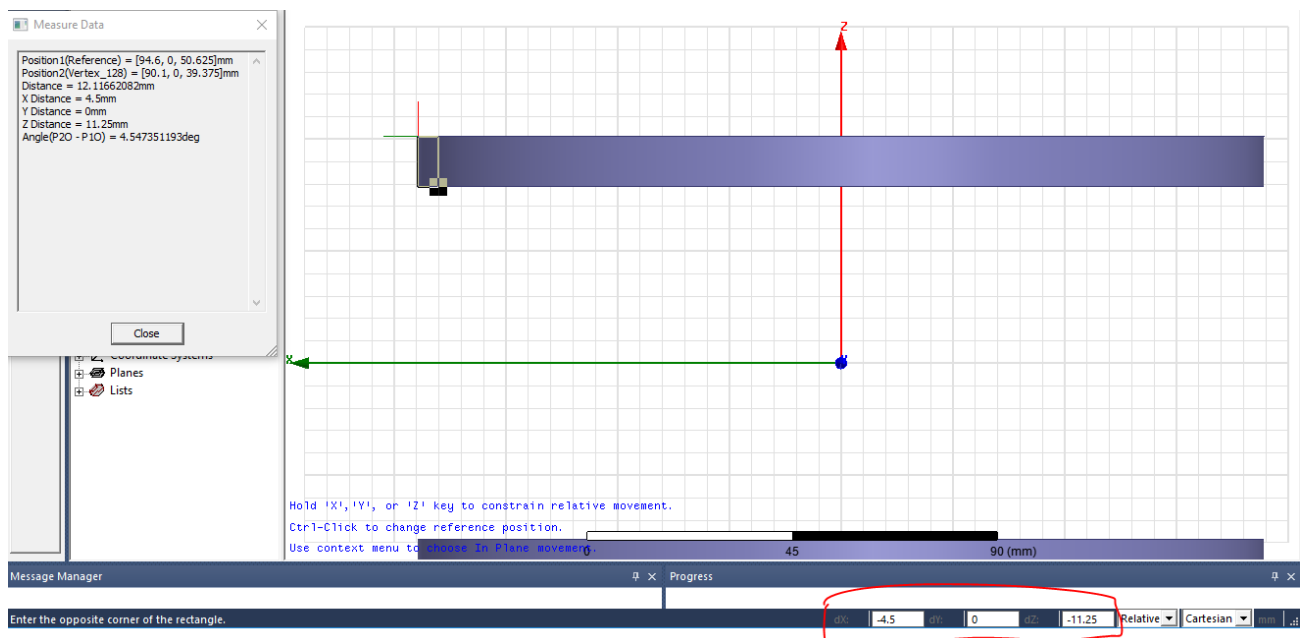 Measure Data
Position1(Reference) = [94.6, 0, 50.625]mm
Position2(Vertex_128) = [90.1, 0, 39.375]mm
Distance = 12.11662082mm
X Distance = 4.5mm
Y Distance = 0mm
Z Distance = 11.25mm
Angle(P2O - P1O) = 4.547351193deg
Close
Coordinate Systems
Planes
Lists
Z
X
Hold 'X','Y', or 'Z' key to constrain relative movement.
Ctrl-Click to change reference position.
Use context menu to choose In Plane movement.
0 45 90 (mm)
Message Manager
Progress
Enter the opposite corner of the rectangle.
dX: -4.5 dY: 0 dZ: -11.25 Relative Cartesian mm